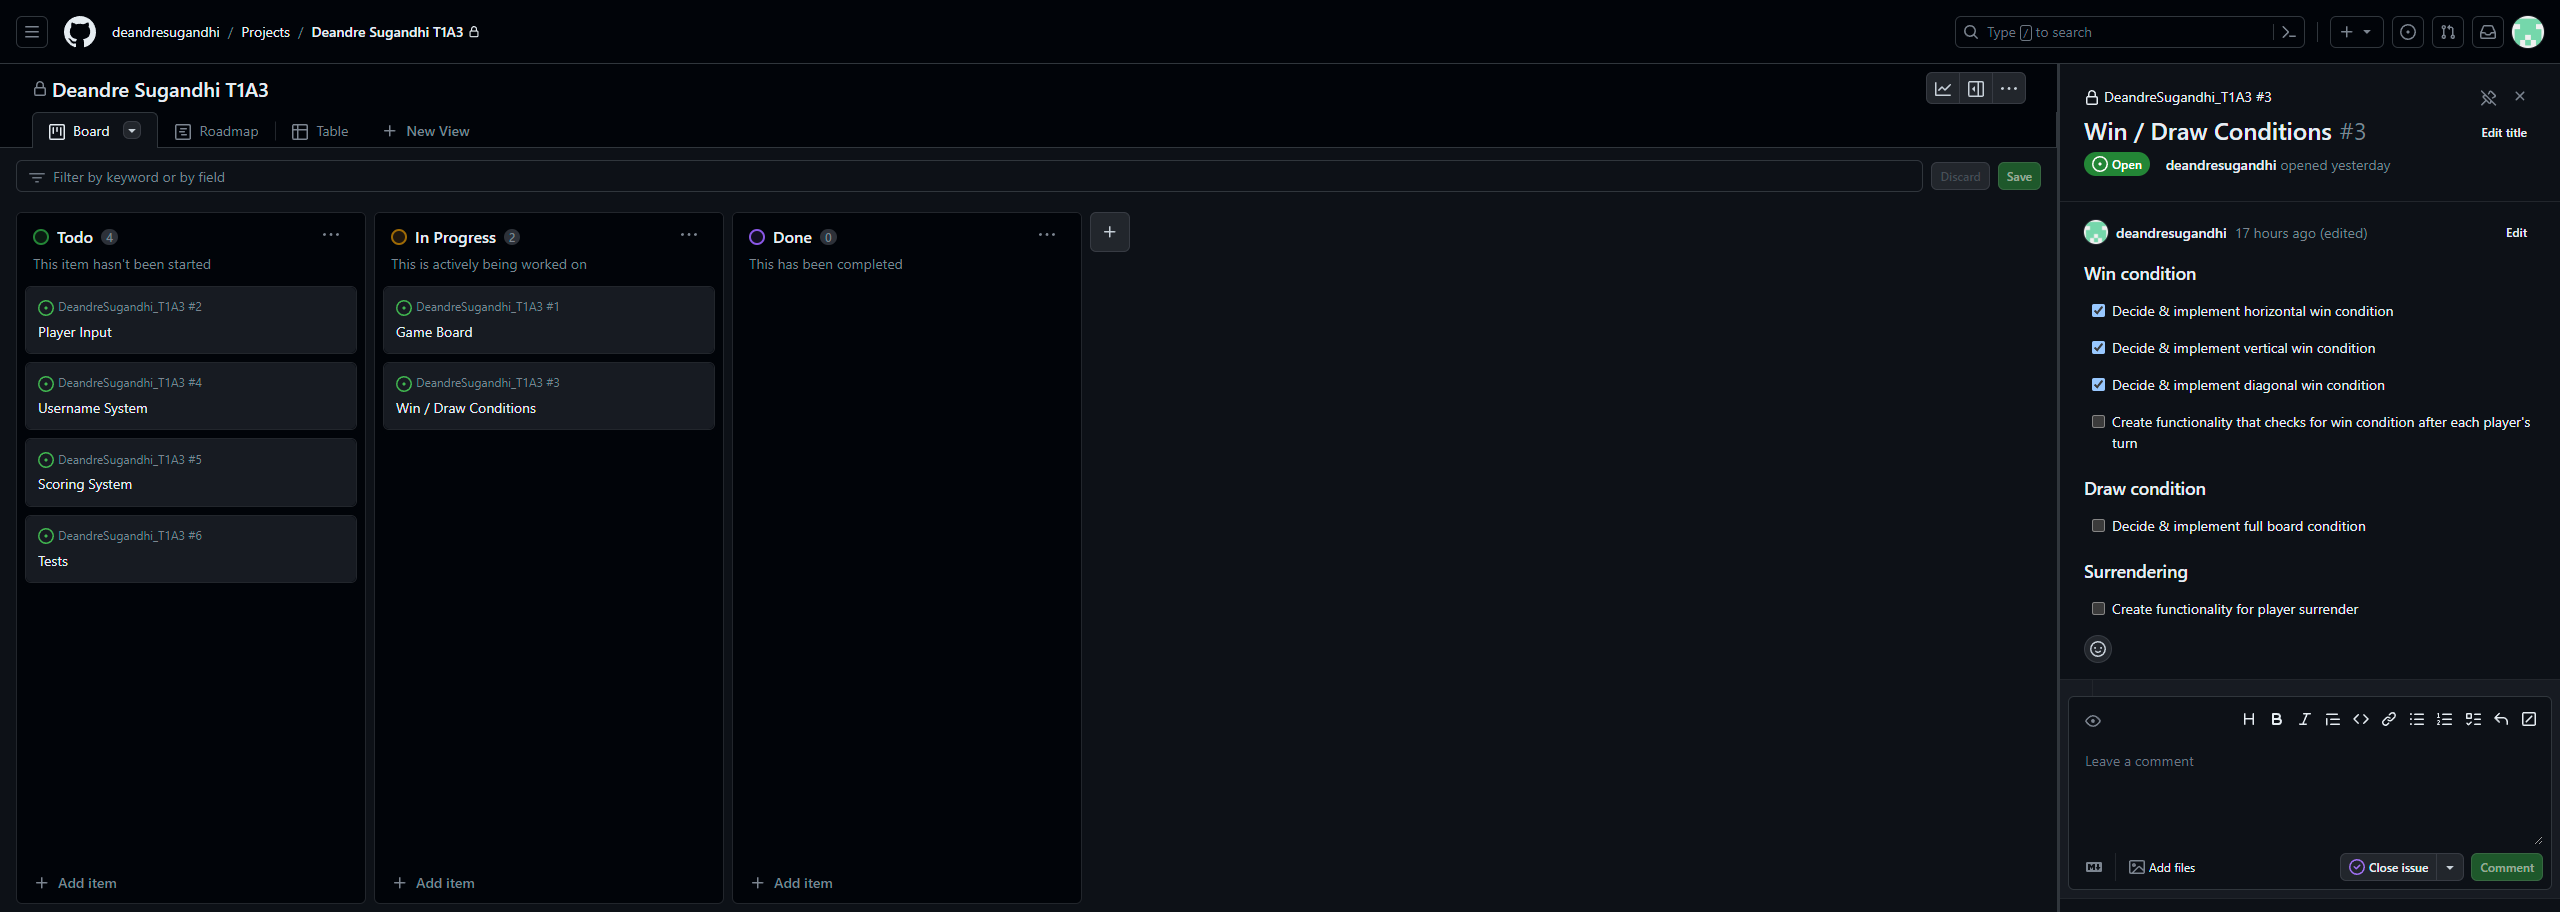 deandresugandhi / Projects / Deandre Sugandhi T1A3
Type / to search
Deandre Sugandhi T1A3
Board
Roadmap
Table
New View
Filter by keyword or by field
Discard
Save
Todo 4
This item hasn't been started
DeandreSugandhi_T1A3 #2
Player Input
DeandreSugandhi_T1A3 #4
Username System
DeandreSugandhi_T1A3 #5
Scoring System
DeandreSugandhi_T1A3 #6
Tests
Add item
In Progress 2
This is actively being worked on
DeandreSugandhi_T1A3 #1
Game Board
DeandreSugandhi_T1A3 #3
Win / Draw Conditions
Add item
Done 0
This has been completed
Add item
DeandreSugandhi_T1A3 #3
Win / Draw Conditions #3
Edit title
Open
deandresugandhi opened yesterday
deandresugandhi 17 hours ago (edited)
Edit
Win condition
Decide & implement horizontal win condition
Decide & implement vertical win condition
Decide & implement diagonal win condition
Create functionality that checks for win condition after each player's
turn
Draw condition
Decide & implement full board condition
Surrendering
Create functionality for player surrender
Leave a comment
Add files
Close issue
Comment